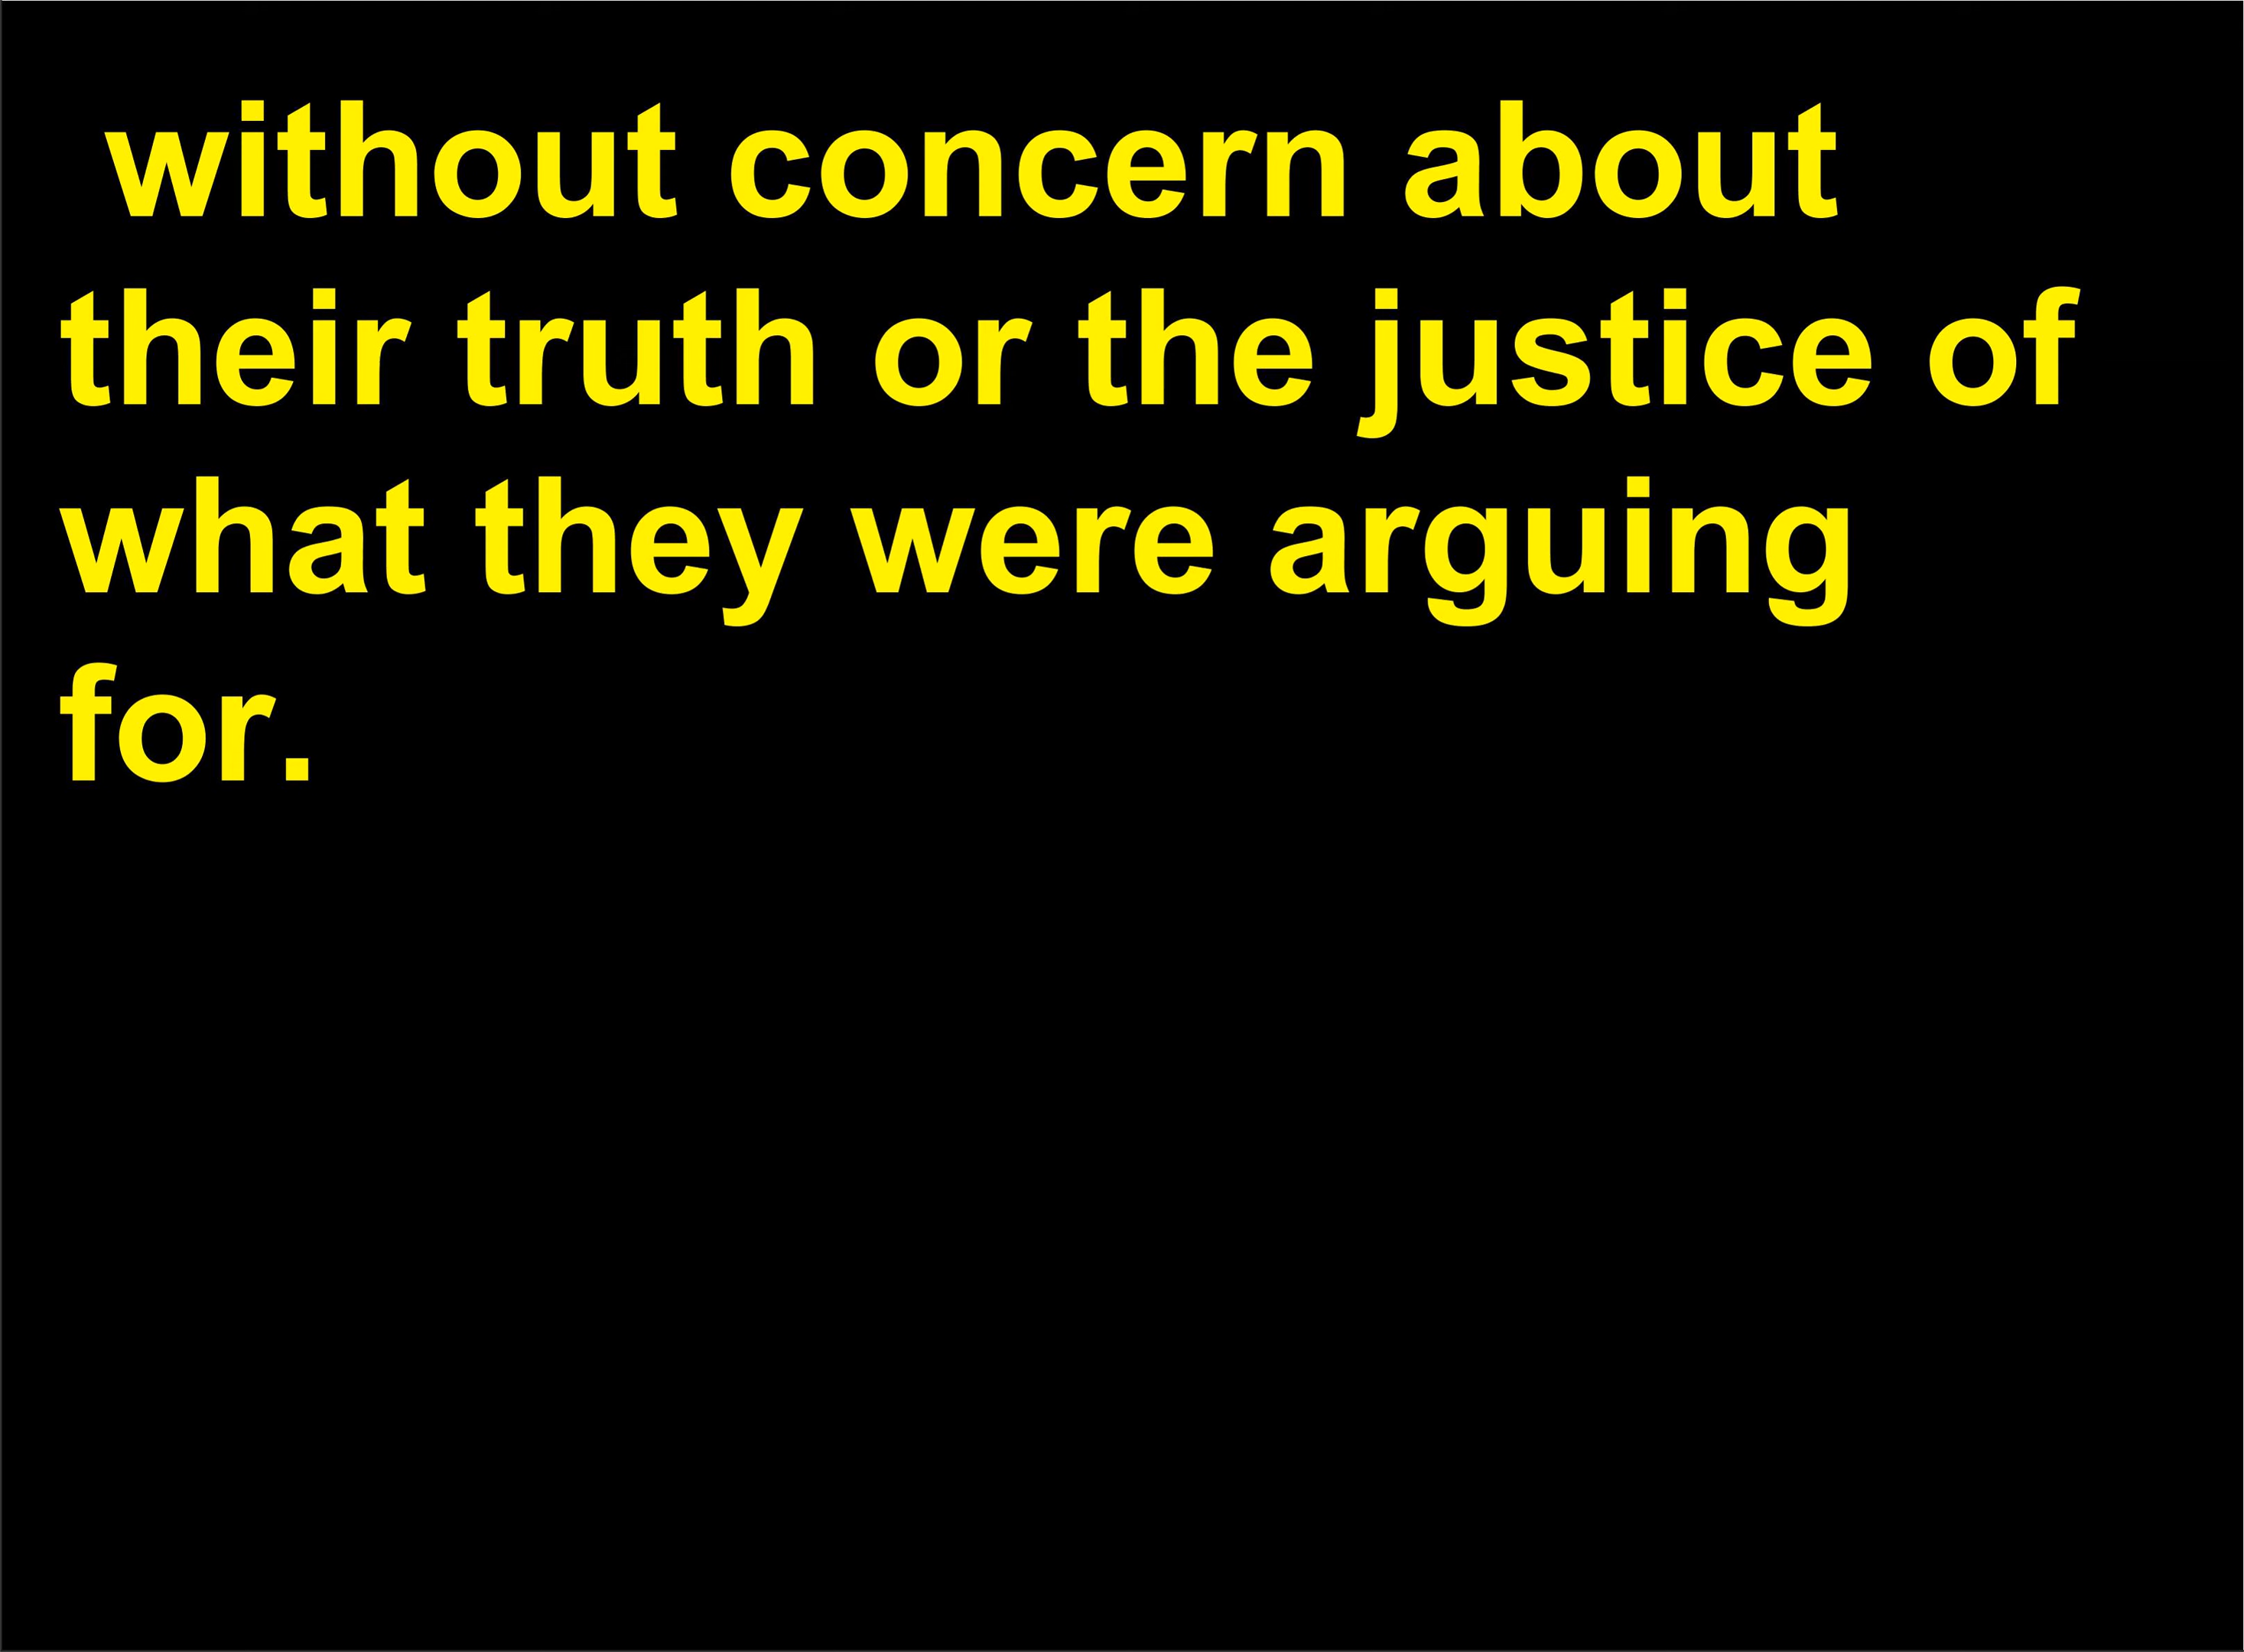 without concern about
their truth or the justice of
what they were arguing
for.